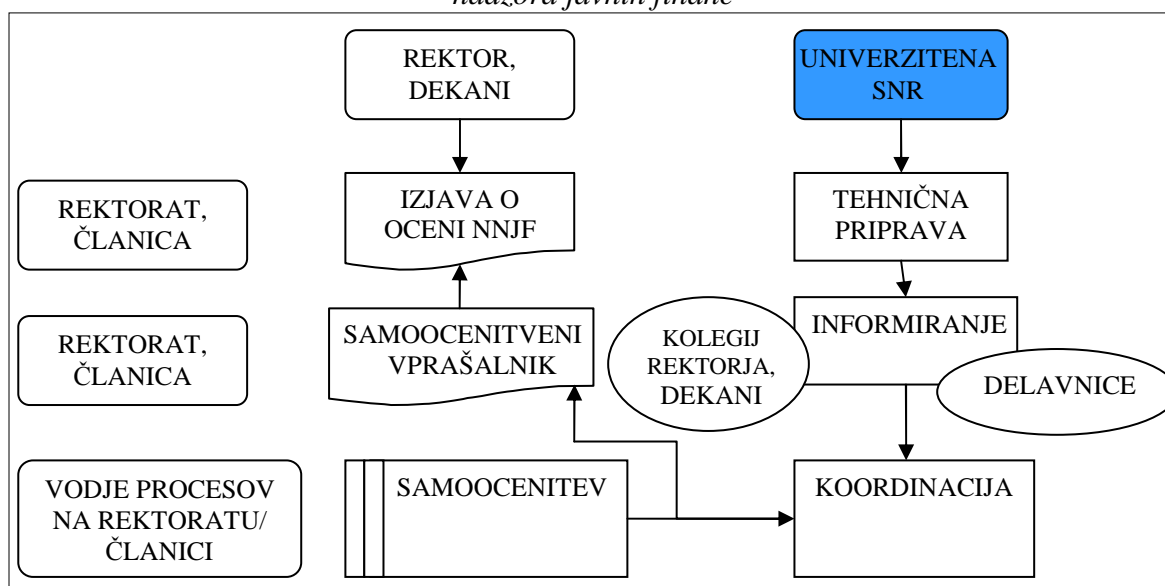 nadzora javnih financ
REKTOR,
DEKANI
UNIVERZITENA
SNR
REKTORAT,
ČLANICA
IZJAVA O
OCENI NNJF
TEHNIČNA
PRIPRAVA
REKTORAT,
ČLANICA
SAMOOCENITVENI
VPRAŠALNIK
KOLEGIJ
REKTORJA,
DEKANI
INFORMIRANJE
DELAVNICE
VODJE PROCESOV
NA REKTORATU/
ČLANICI
SAMOOCENITEV
KOORDINACIJA